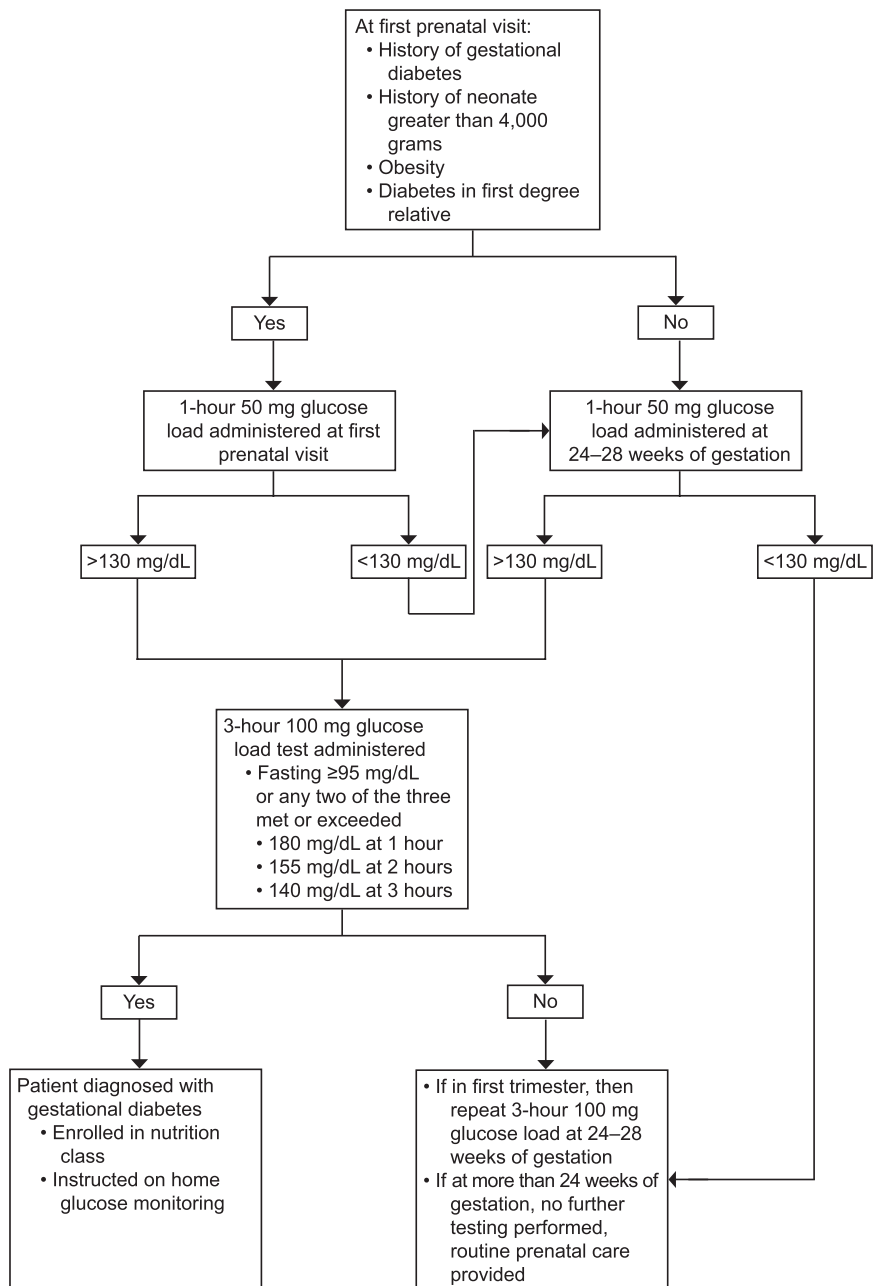 At first prenatal visit:
• History of gestational
diabetes
• History of neonate
greater than 4,000
grams
• Obesity
• Diabetes in first degree
relative
Yes
No
1-hour 50 mg glucose
load administered at first
prenatal visit
1-hour 50 mg glucose
load administered at
24–28 weeks of gestation
>130 mg/dL
<130 mg/dL
>130 mg/dL
<130 mg/dL
3-hour 100 mg glucose
load test administered
• Fasting ≥95 mg/dL
or any two of the three
met or exceeded
• 180 mg/dL at 1 hour
• 155 mg/dL at 2 hours
• 140 mg/dL at 3 hours
Yes
No
Patient diagnosed with
gestational diabetes
• Enrolled in nutrition
class
• Instructed on home
glucose monitoring
• If in first trimester, then
repeat 3-hour 100 mg
glucose load at 24–28
weeks of gestation
• If at more than 24 weeks of
gestation, no further
testing performed,
routine prenatal care
provided